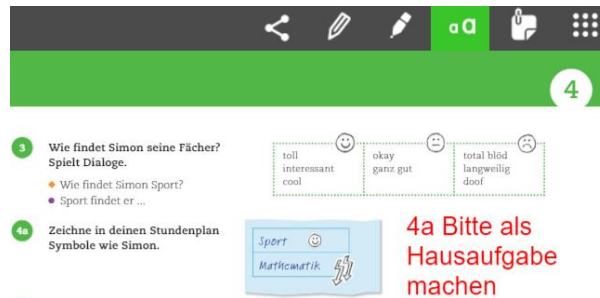 aa
4
3 Wie findet Simon seine Fächer?
Spielt Dialoge.
Wie findet Simon Sport?
Sport findet er ...
toll
interessant
cool
okay
ganz gut
total blöd
langweilig
doof
4a Zeichne in deinen Stundenplan
Symbole wie Simon.
Sport
Mathematik
4a Bitte als
Hausaufgabe
machen